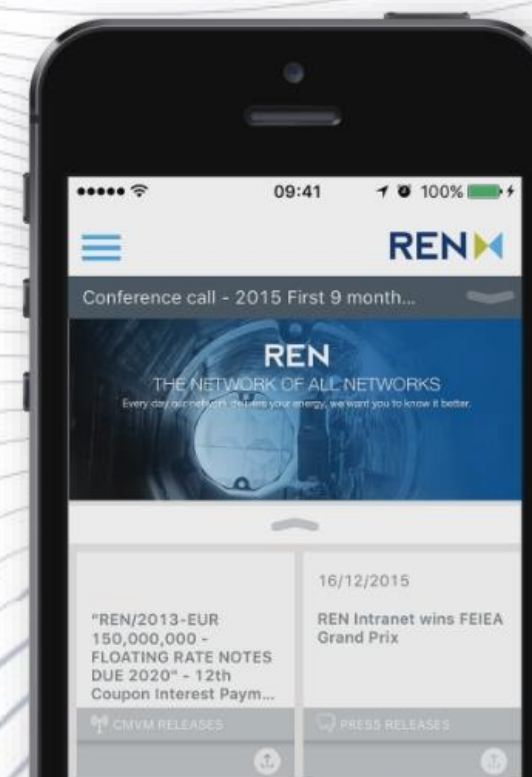 09:41
100%
REN
Conference call - 2015 First 9 month...
REN
THE NETWORK OF ALL NETWORKS
Every day our network delivers your energy, we want you to know it better.
"REN/2013-EUR
150,000,000 -
FLOATING RATE NOTES
DUE 2020" - 12th
Coupon Interest Paym...
CMVM RELEASES
16/12/2015
REN Intranet wins FEIEA
Grand Prix
PRESS RELEASES